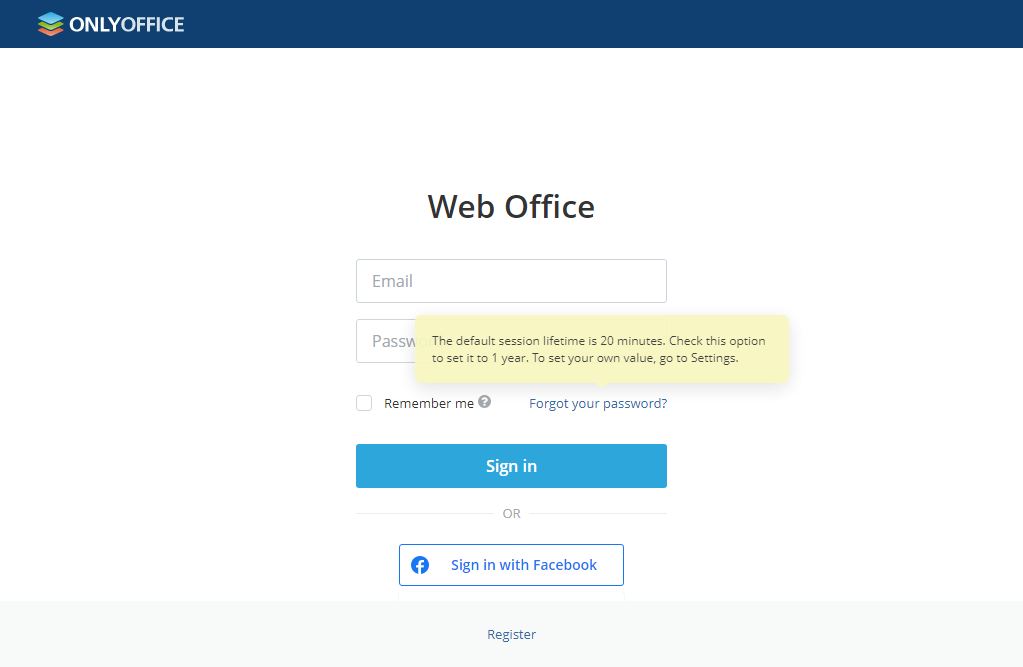 ONLYOFFICE
Web Office
Email
The default session lifetime is 20 minutes. Check this option
to set it to 1 year. To set your own value, go to Settings.
Remember me ?
Forgot your password?
Sign in
OR
Sign in with Facebook
Register